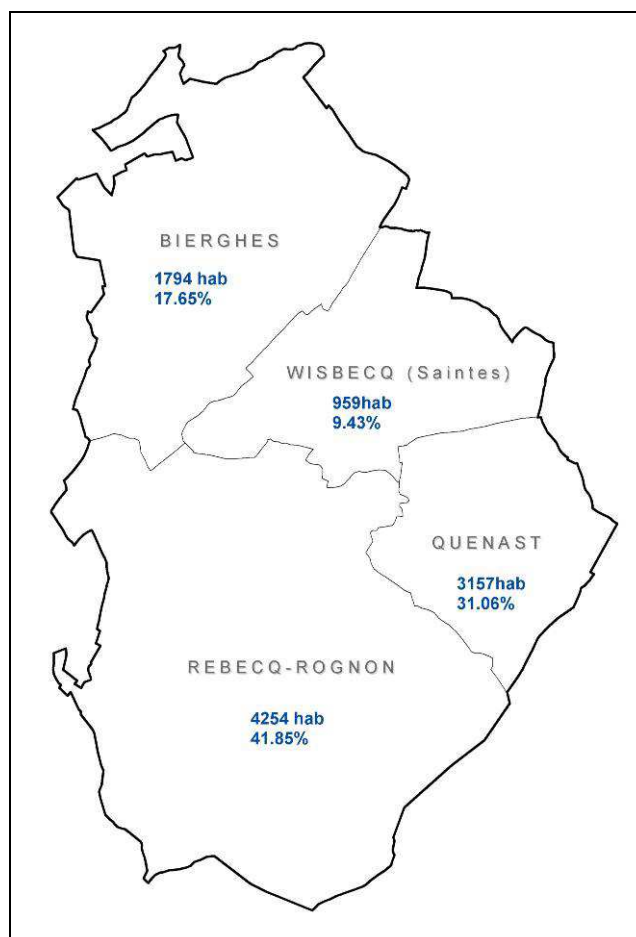 BIERGHES
1794 hab
17.65%
WISBECQ (Saintes)
959hab
9.43%
QUENAST
3157hab
31.06%
REBECQ-ROGNON
4254 hab
41.85%